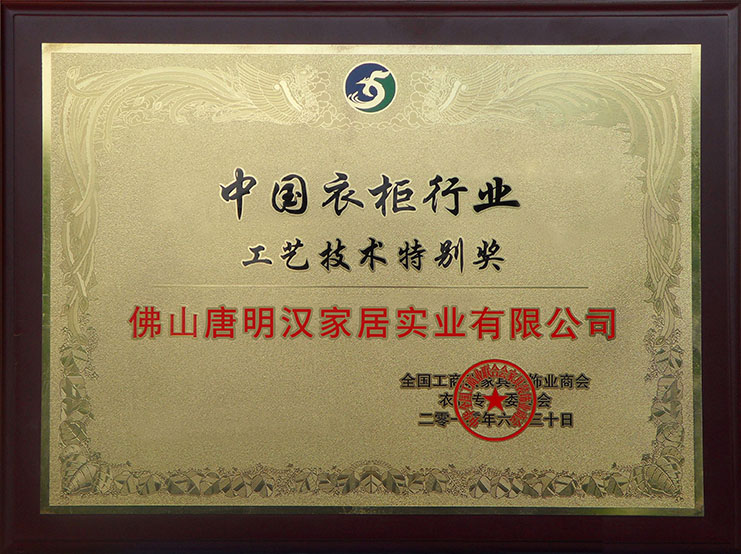 中国衣柜行业
工艺技术特别奖
佛山唐明汉家居实业有限公司
全国工商 家具 饰业商会
衣 专 委 会
二零一 年六 三十日